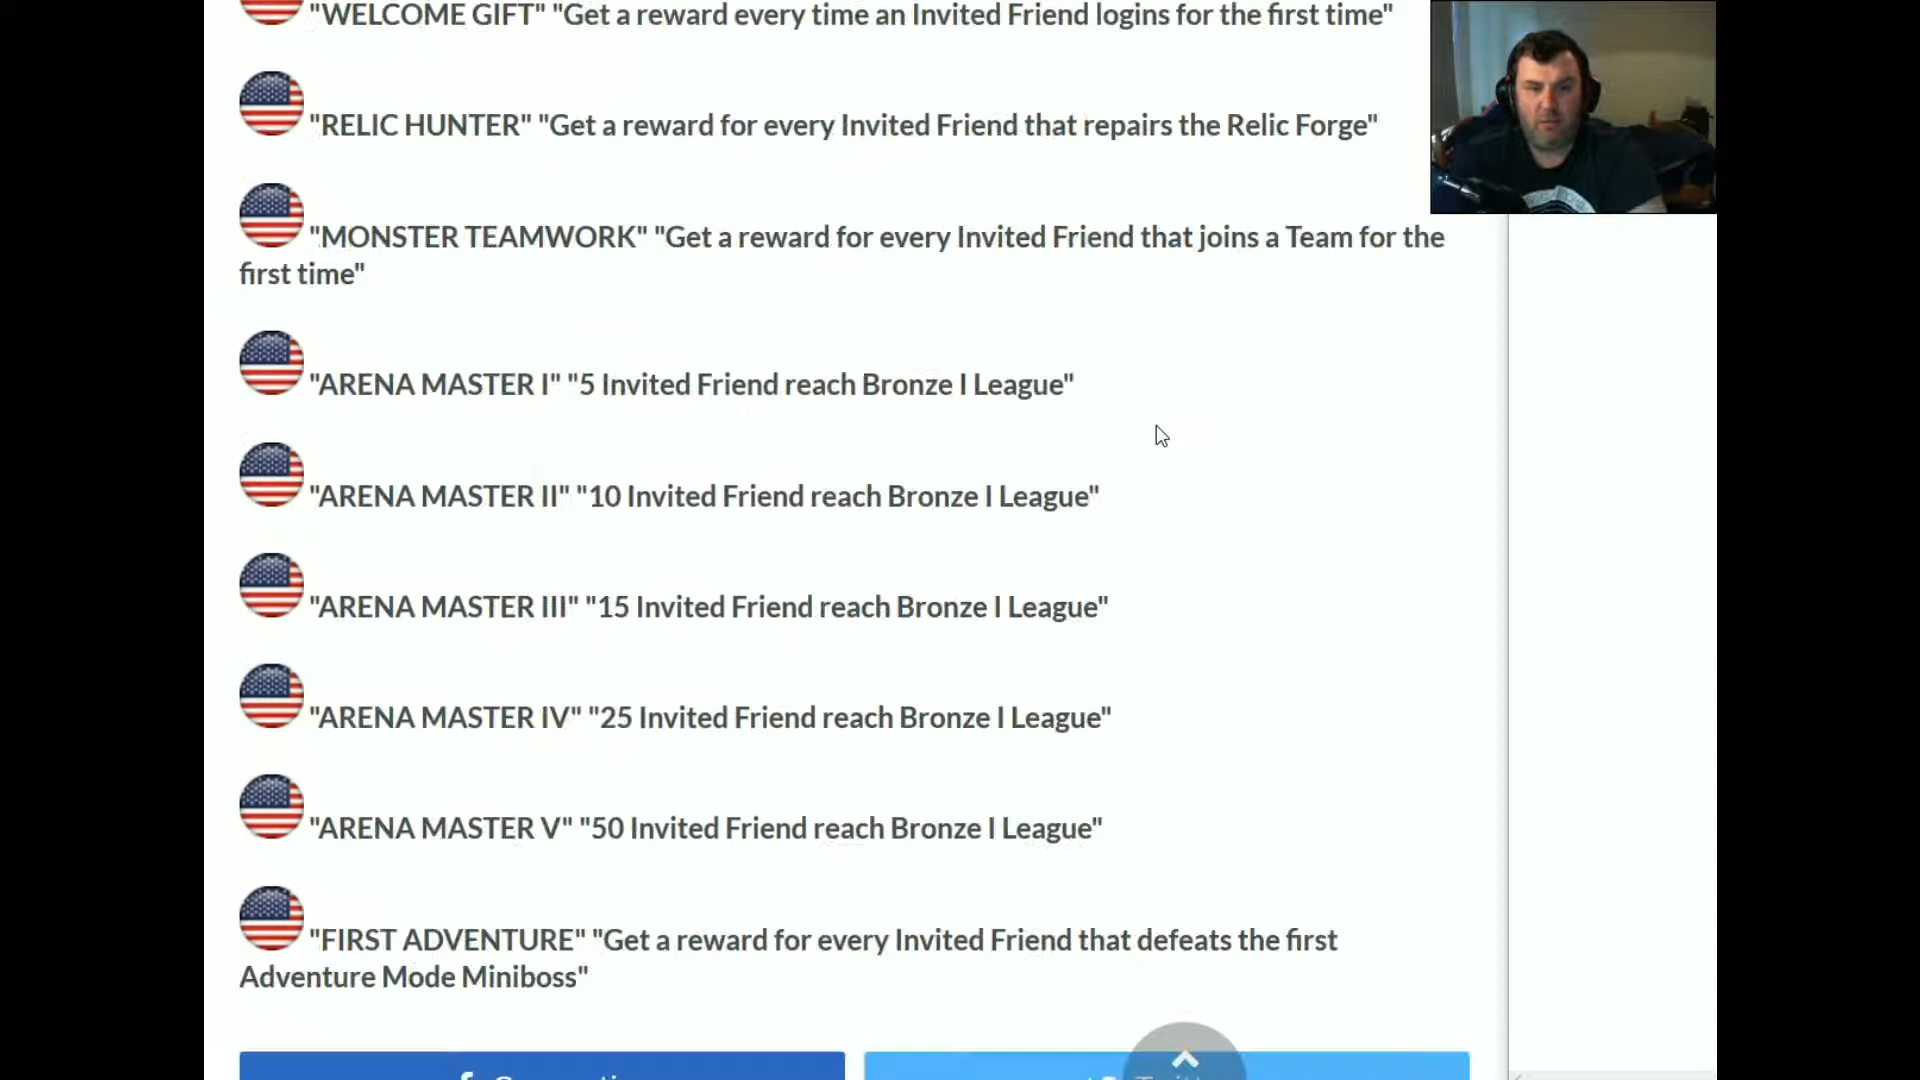 "WELCOME GIFT" "Get a reward every time an Invited Friend logins for the first time"
"RELIC HUNTER" "Get a reward for every Invited Friend that repairs the Relic Forge"
"MONSTER TEAMWORK" "Get a reward for every Invited Friend that joins a Team for the
first time"
"ARENA MASTER I" "5 Invited Friend reach Bronze I League"
"ARENA MASTER II" "10 Invited Friend reach Bronze I League"
"ARENA MASTER III" "15 Invited Friend reach Bronze I League"
"ARENA MASTER IV" "25 Invited Friend reach Bronze I League"
"ARENA MASTER V" "50 Invited Friend reach Bronze I League"
"FIRST ADVENTURE" "Get a reward for every Invited Friend that defeats the first
Adventure Mode Miniboss"